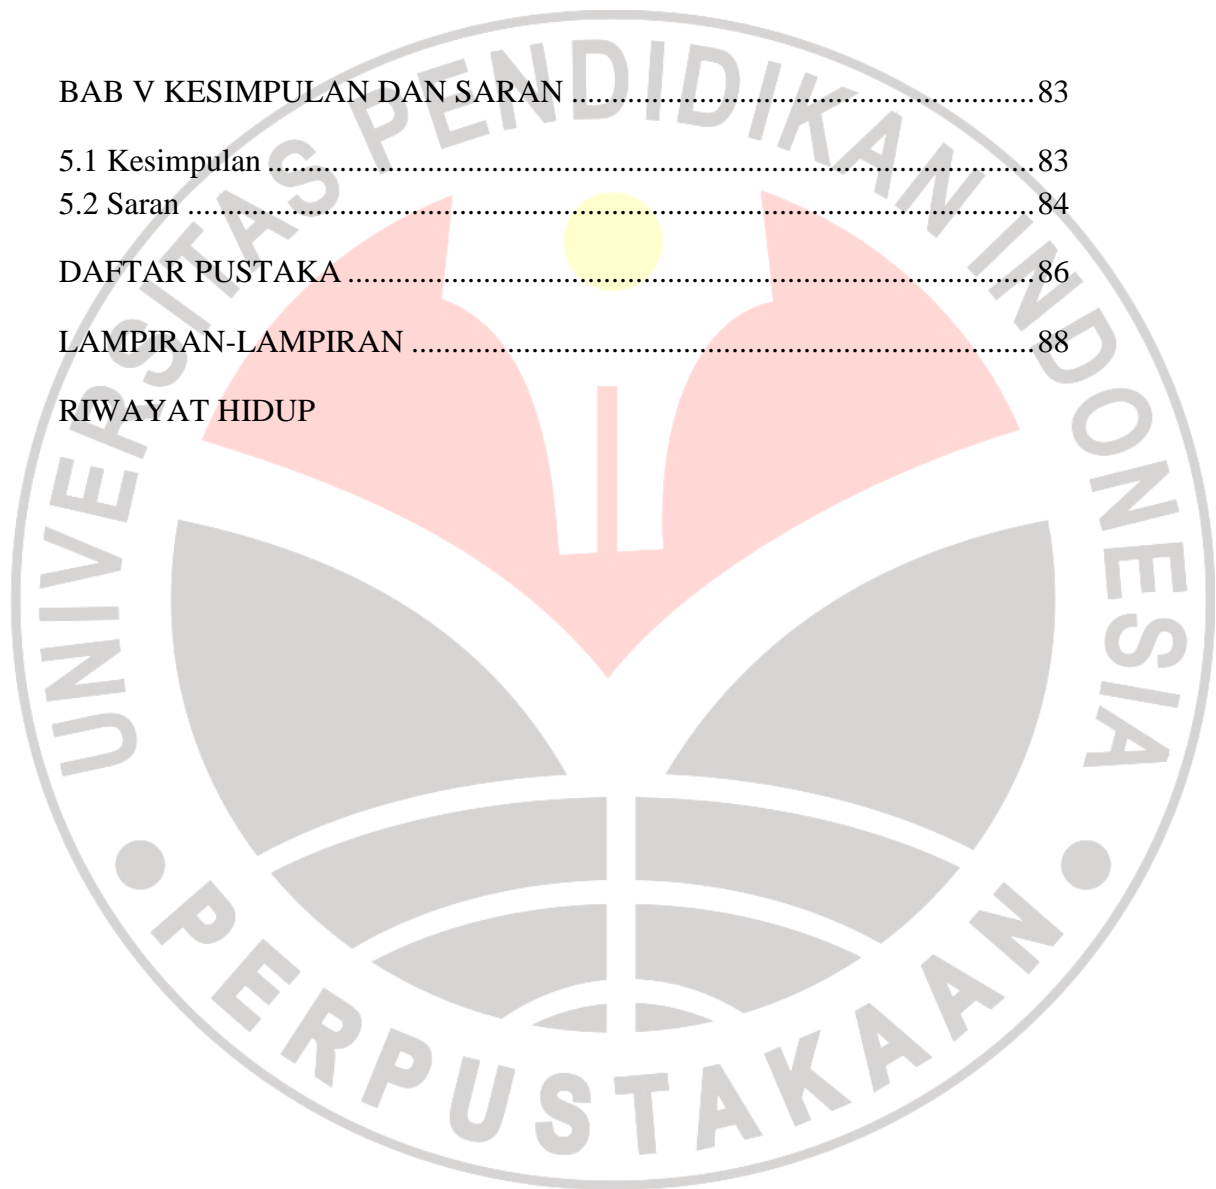 BAB V KESIMPULAN DAN SARAN ........................................................... 83
5.1 Kesimpulan ................................................................................................ 83
5.2 Saran .......................................................................................................... 84
DAFTAR PUSTAKA ...................................................................................... 86
LAMPIRAN-LAMPIRAN .............................................................................. 88
RIWAYAT HIDUP
UNIVERSITAS PENDIDIKAN INDONESIA
PERPUSTAKAAN